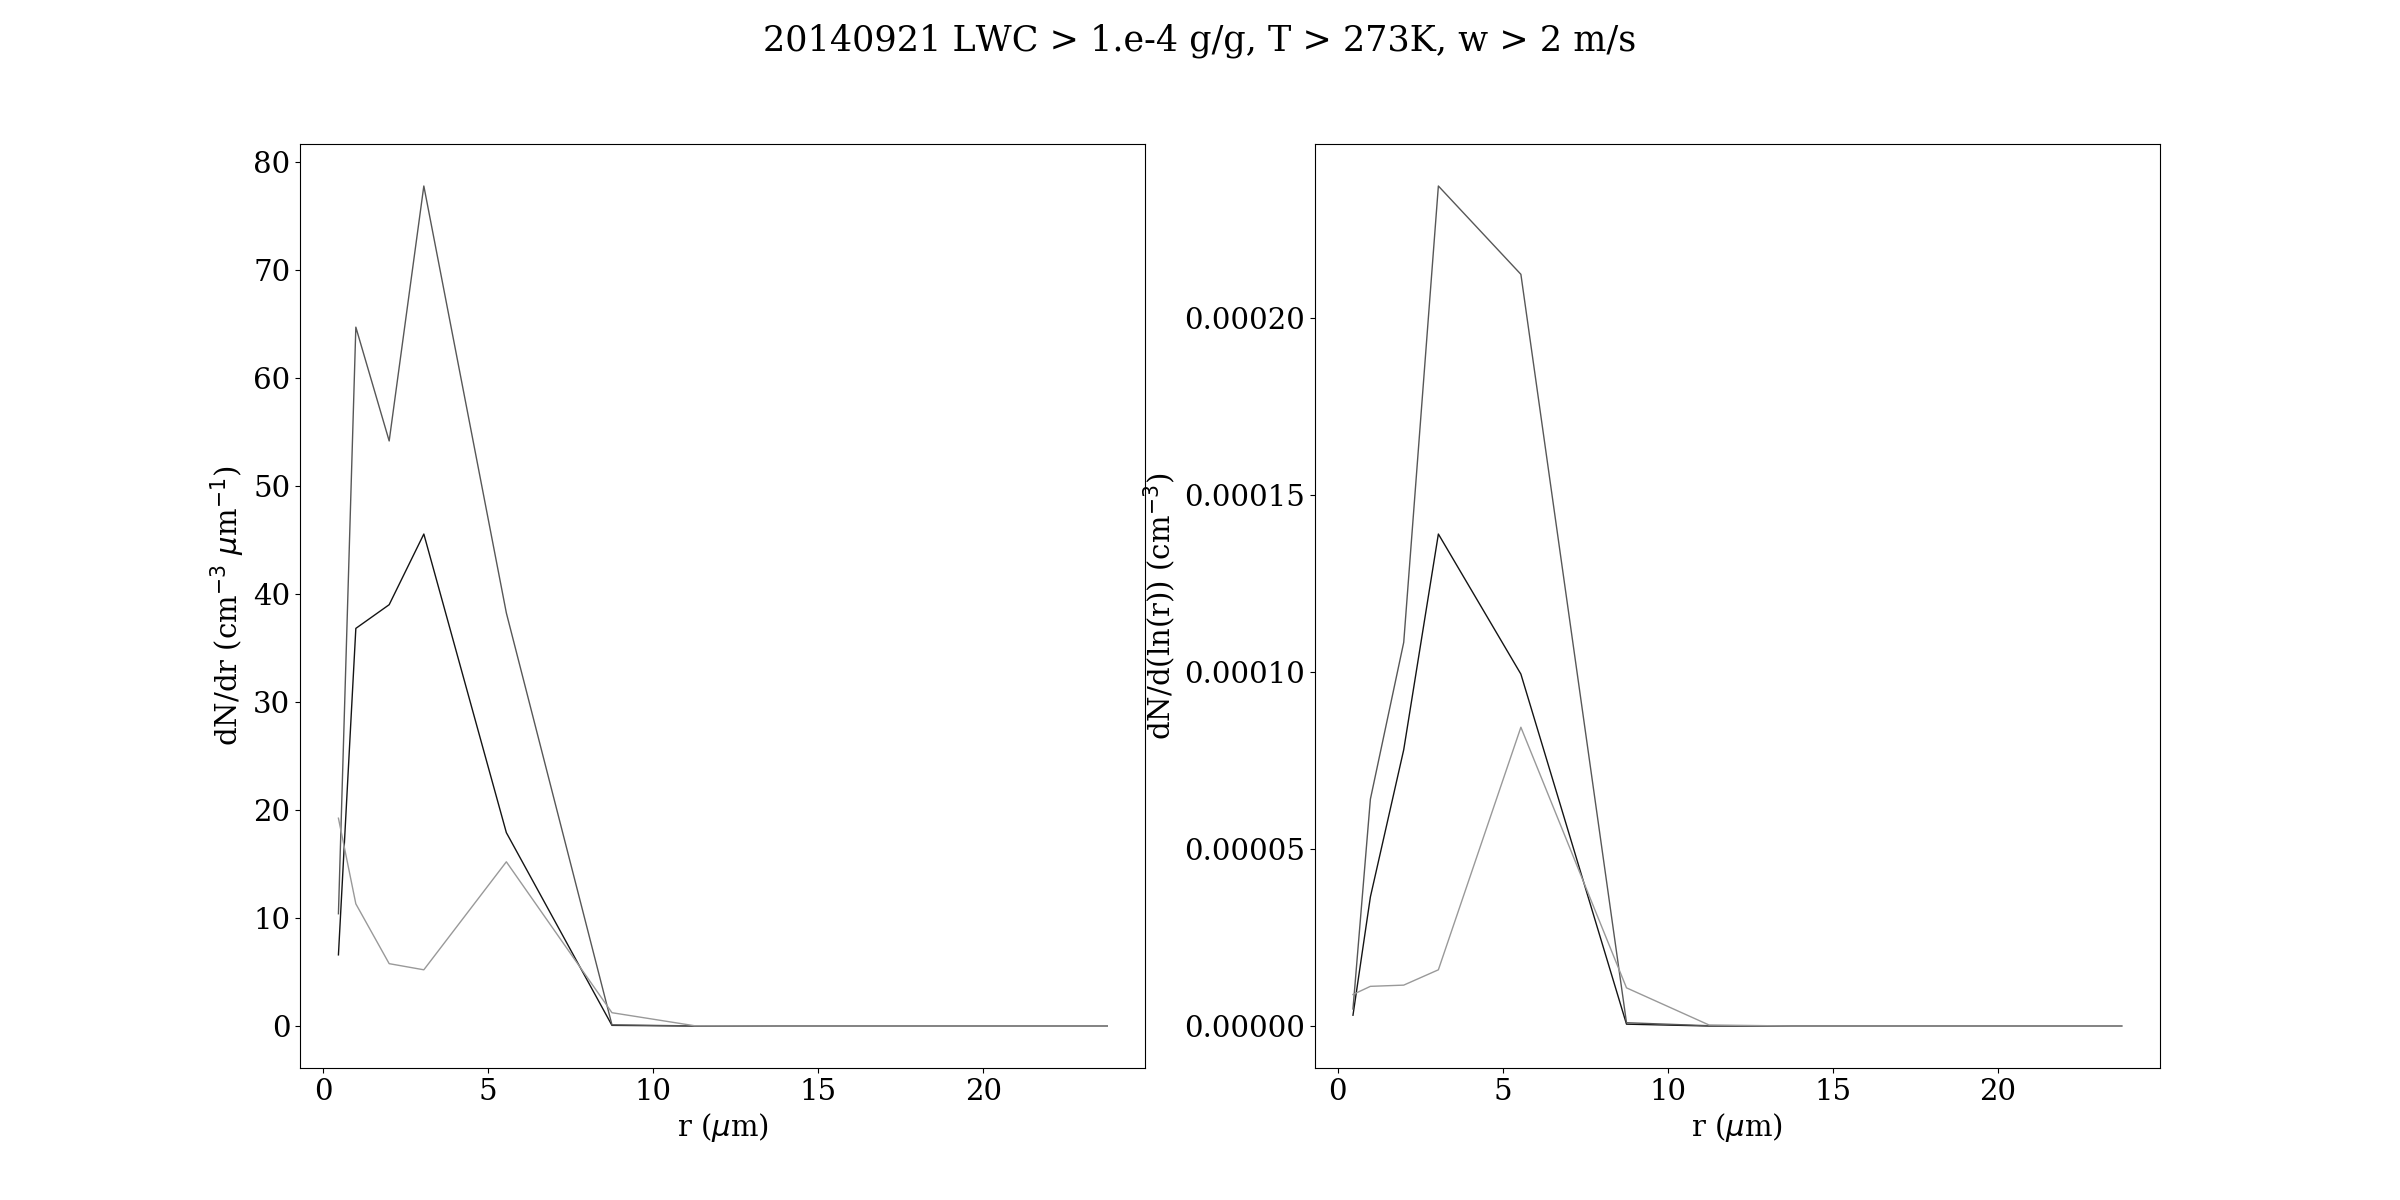 20140921 LWC > 1.e-4 g/g, T > 273K, w > 2 m/s
dN/dr (cm⁻³ μm⁻¹)
80
70
60
50
40
30
20
10
0
0 5 10 15 20
r (μm)
dN/d(ln(r)) (cm⁻³)
0.00020
0.00015
0.00010
0.00005
0.00000
0 5 10 15 20
r (μm)